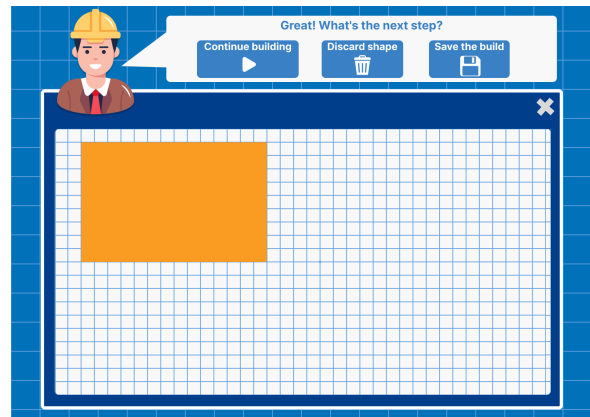 Great! What's the next step?
Continue building
Discard shape
Save the build